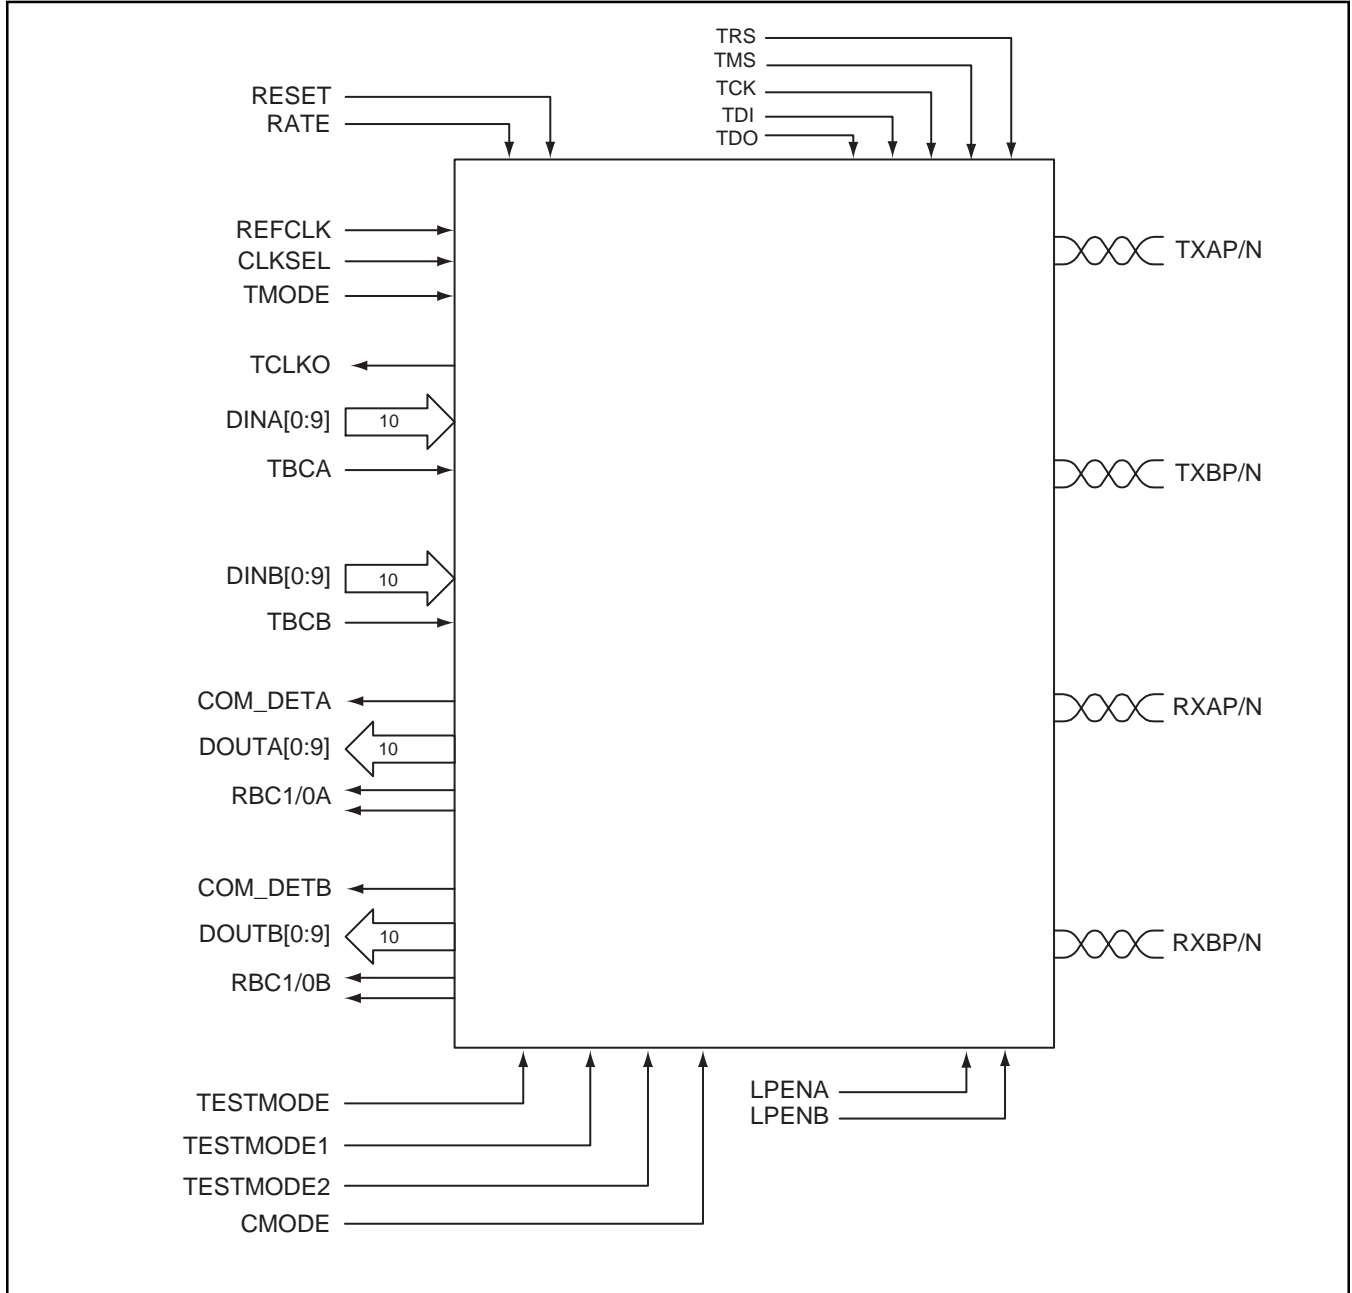 TRS
TMS
TCK
TDI
TDO
RESET
RATE
REFCLK
CLKSEL
TMODE
TCLKO
DINA[0:9]
10
TBCA
DINB[0:9]
10
TBCB
COM_DETA
DOUTA[0:9]
10
RBC1/0A
COM_DETB
DOUTB[0:9]
10
RBC1/0B
TXAP/N
TXBP/N
RXAP/N
RXBP/N
TESTMODE
TESTMODE1
TESTMODE2
CMODE
LPENA
LPENB